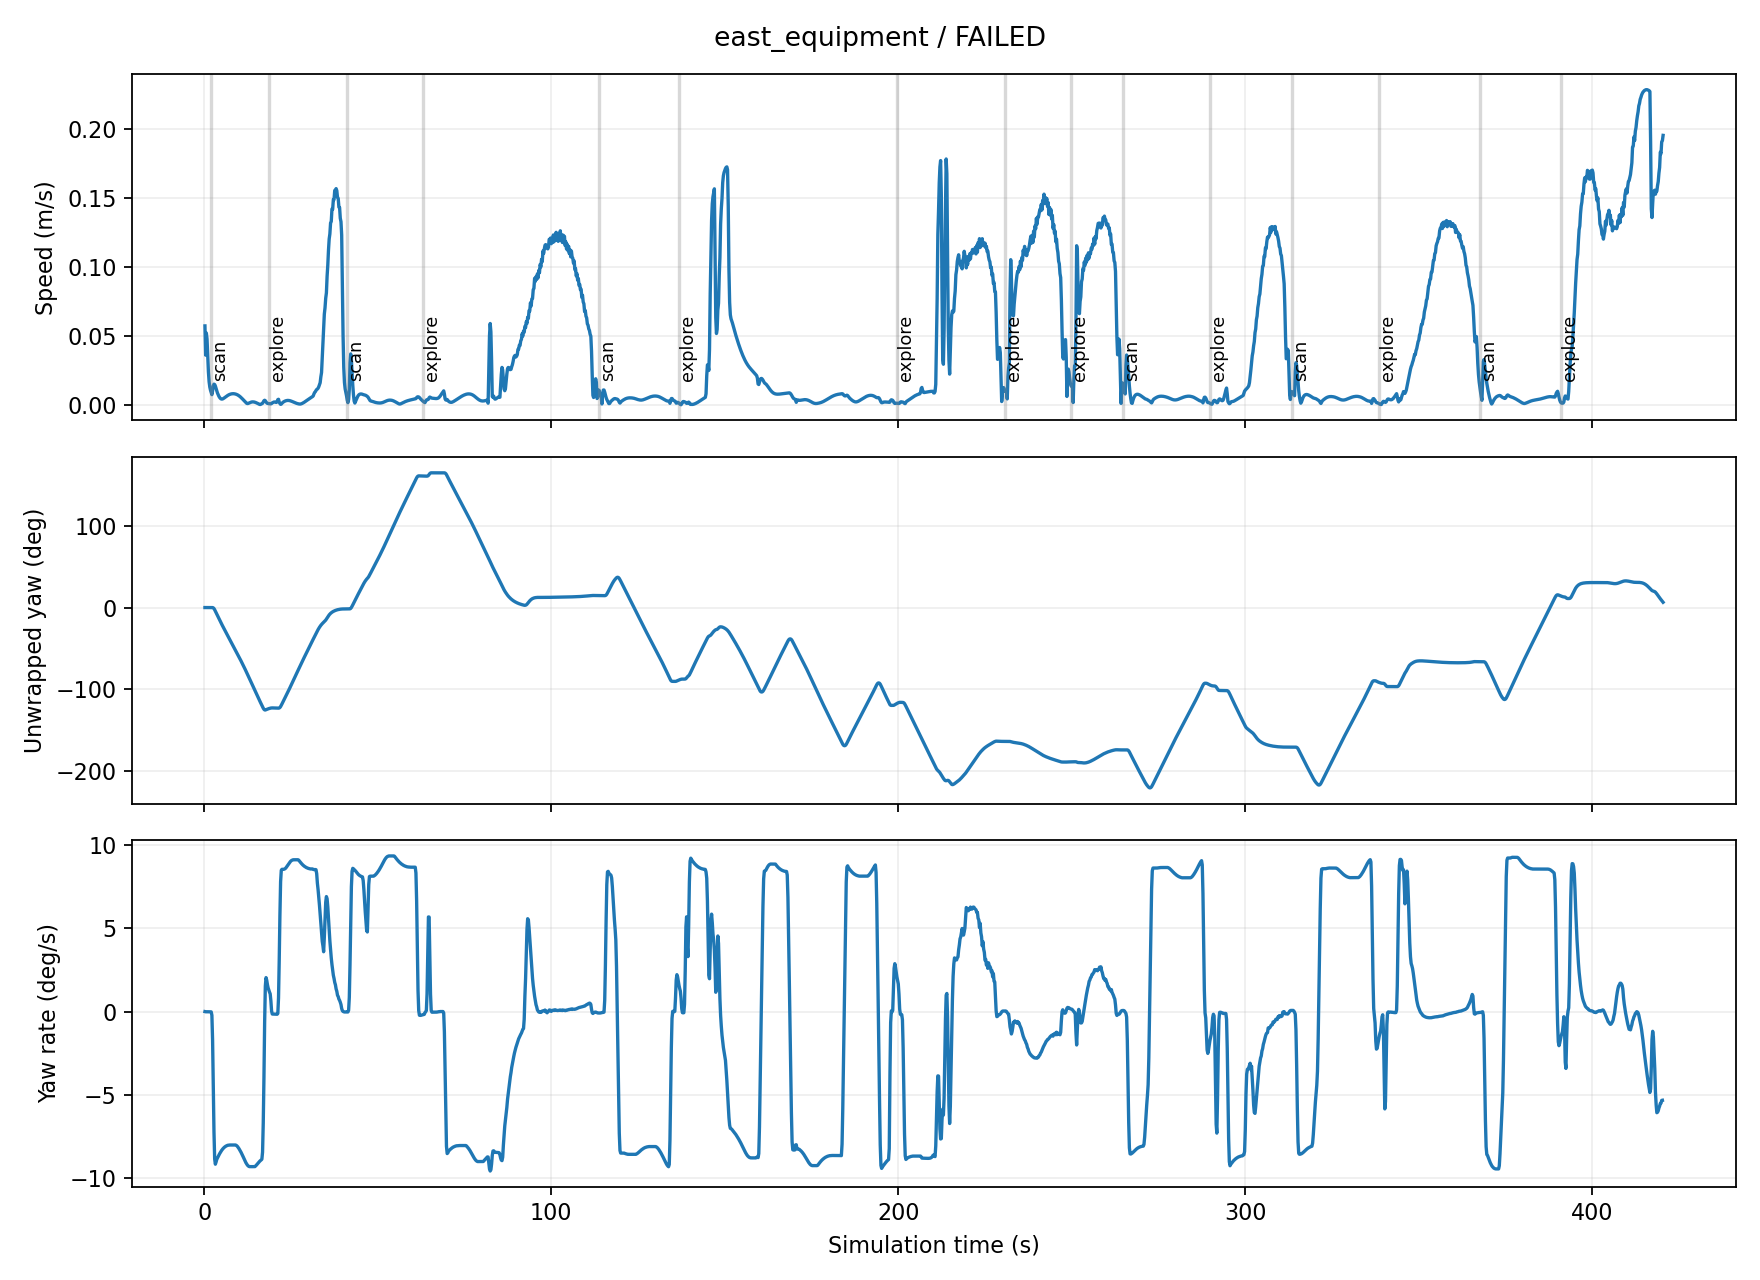 east_equipment / FAILED
Speed (m/s)
0.20
0.15
0.10
0.05
0.00
scan
explore
scan
explore
scan
explore
explore
explore
explore
scan
explore
scan
explore
scan
explore
Unwrapped yaw (deg)
100
0
−100
−200
Yaw rate (deg/s)
10
5
0
−5
−10
0
100
200
300
400
Simulation time (s)